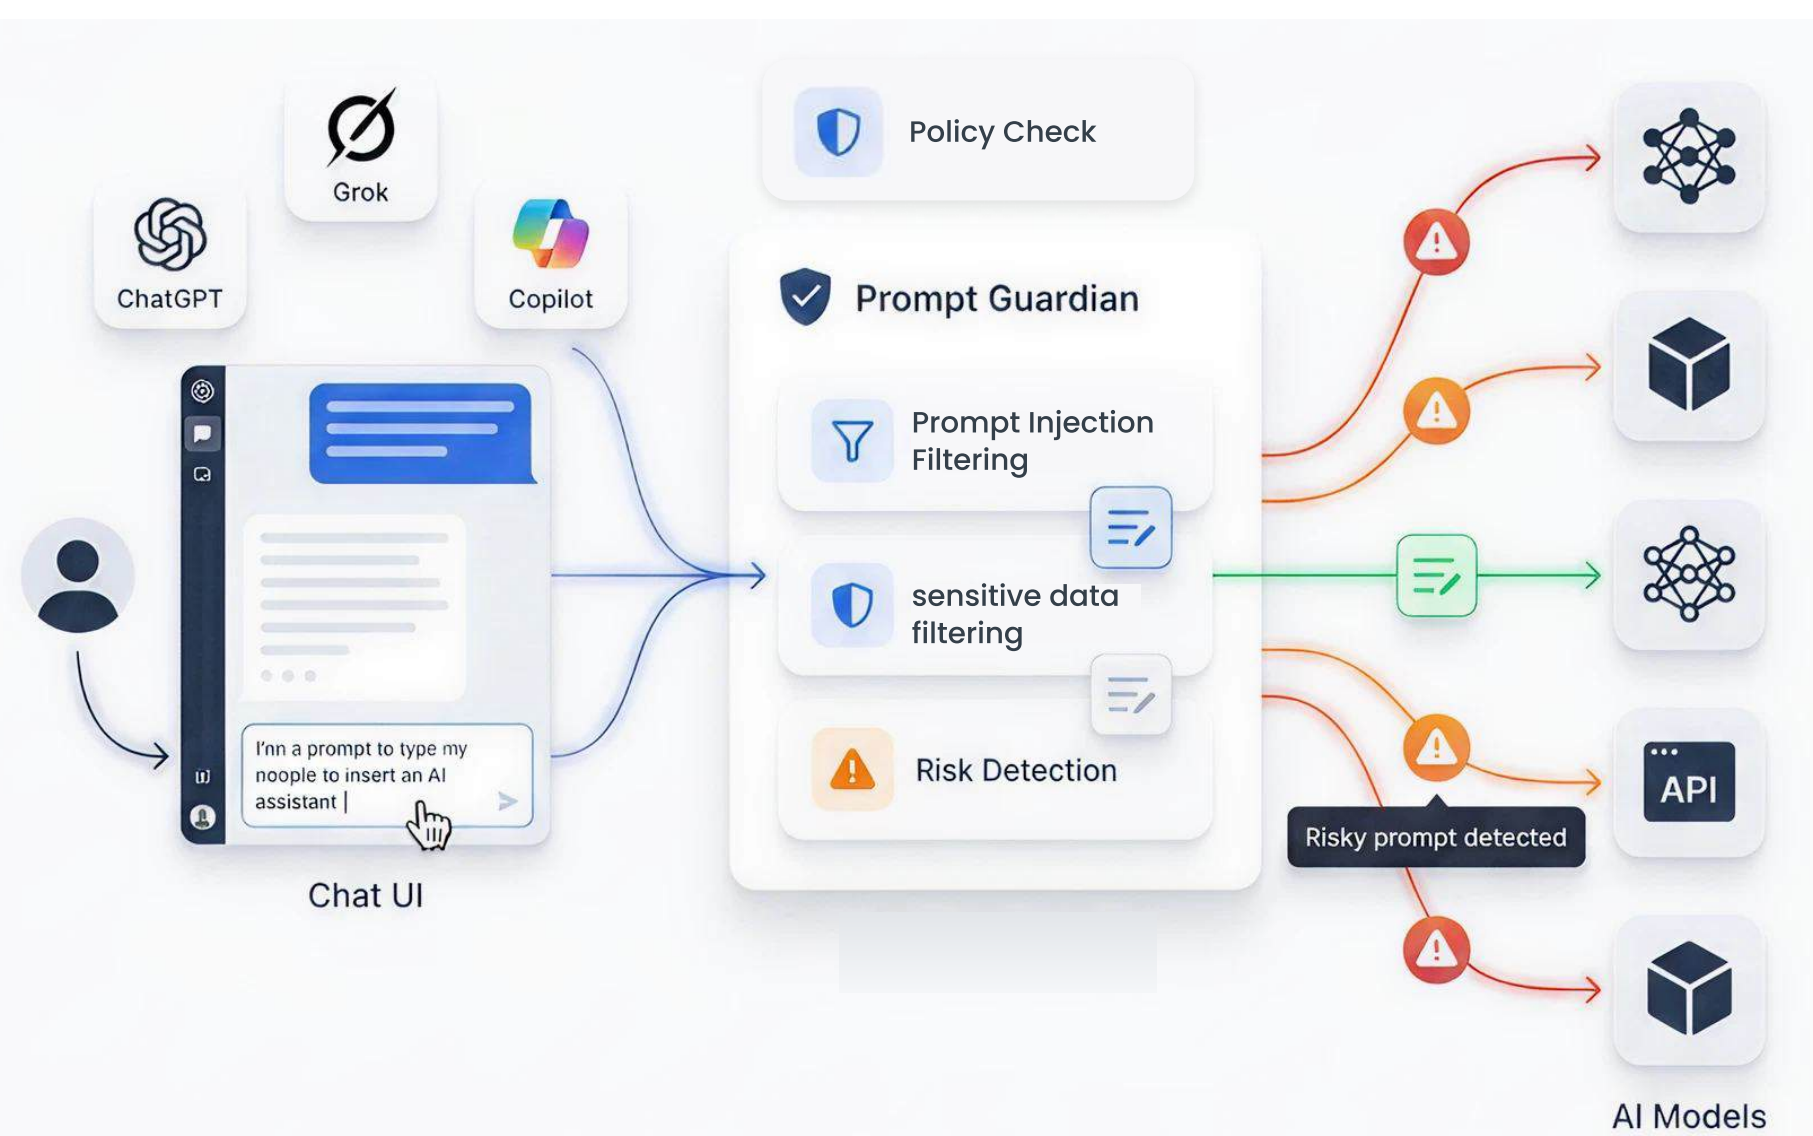 Grok
ChatGPT
Copilot
I'nn a prompt to type my
noople to insert an AI
assistant
Chat UI
Policy Check
Prompt Guardian
Prompt Injection
Filtering
sensitive data
filtering
Risk Detection
Risky prompt detected
API
AI Models